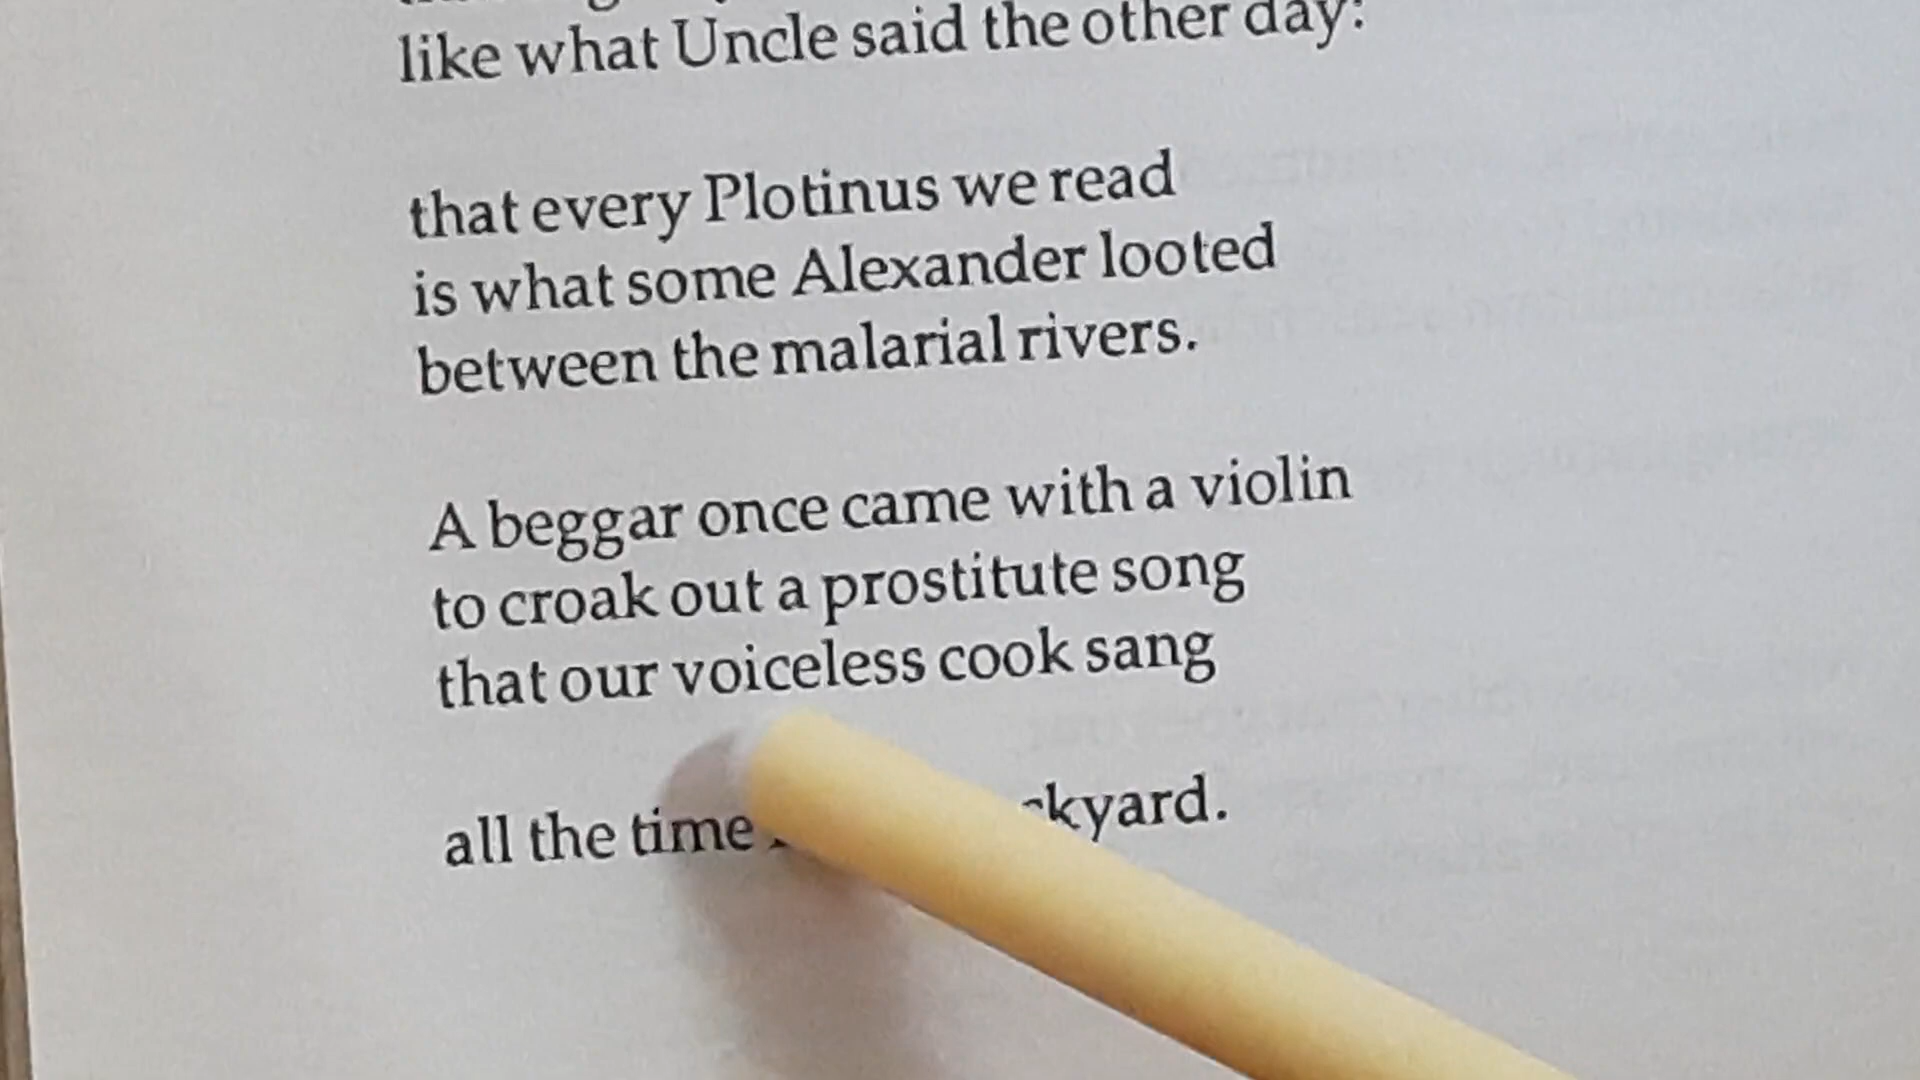 like what Uncle said the other day:
that every Plotinus we read
is what some Alexander looted
between the malarial rivers.
A beggar once came with a violin
to croak out a prostitute song
that our voiceless cook sang
all the time